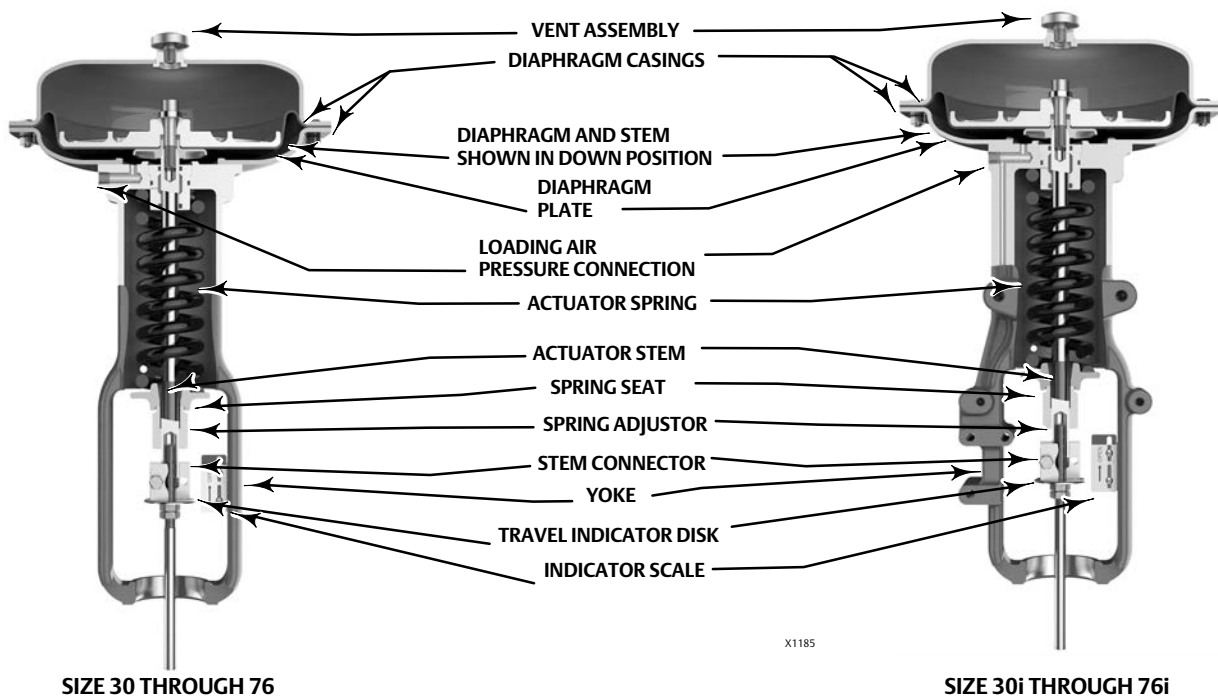 VENT ASSEMBLY
DIAPHRAGM CASINGS
DIAPHRAGM AND STEM
SHOWN IN DOWN POSITION
DIAPHRAGM
PLATE
LOADING AIR
PRESSURE CONNECTION
ACTUATOR SPRING
ACTUATOR STEM
SPRING SEAT
SPRING ADJUSTOR
STEM CONNECTOR
YOKE
TRAVEL INDICATOR DISK
INDICATOR SCALE
X1185
SIZE 30 THROUGH 76
SIZE 30i THROUGH 76i